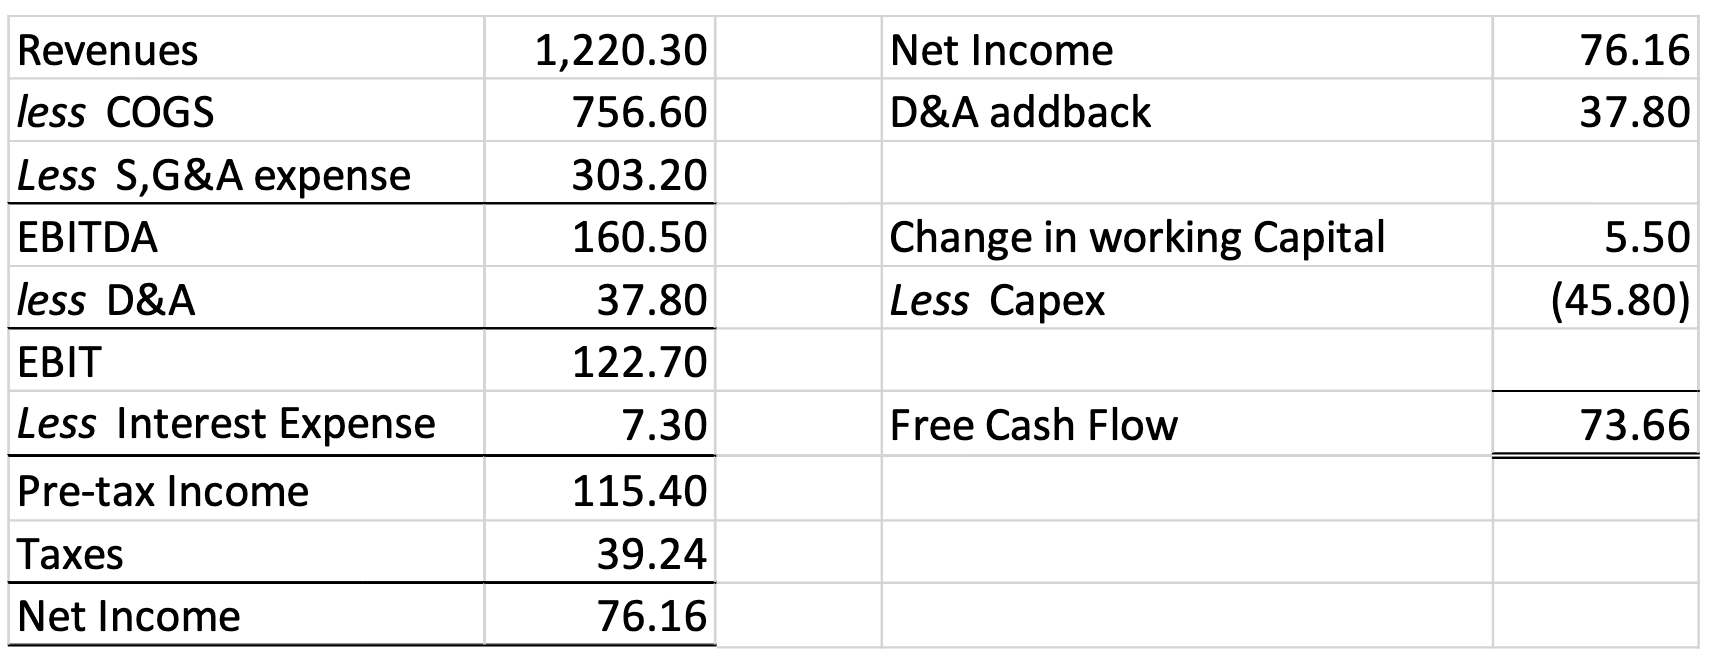 Revenues 1,220.30 Net Income 76.16
less COGS 756.60 D&A addback 37.80
Less S,G&A expense 303.20
EBITDA 160.50 Change in working Capital 5.50
less D&A 37.80 Less Capex (45.80)
EBIT 122.70
Less Interest Expense 7.30 Free Cash Flow 73.66
Pre-tax Income 115.40
Taxes 39.24
Net Income 76.16